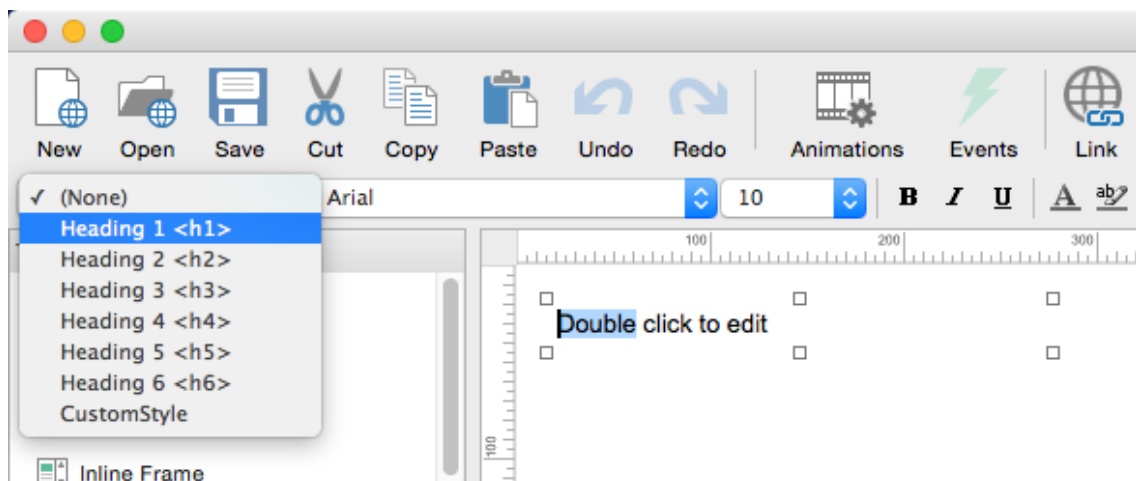 New Open Save Cut Copy Paste Undo Redo Animations Events Link
✓ (None)
Arial 10 B I U A ab
Heading 1 <h1>
Heading 2 <h2>
Heading 3 <h3>
Heading 4 <h4>
Heading 5 <h5>
Heading 6 <h6>
CustomStyle
Inline Frame
100 200 300
Double click to edit
100